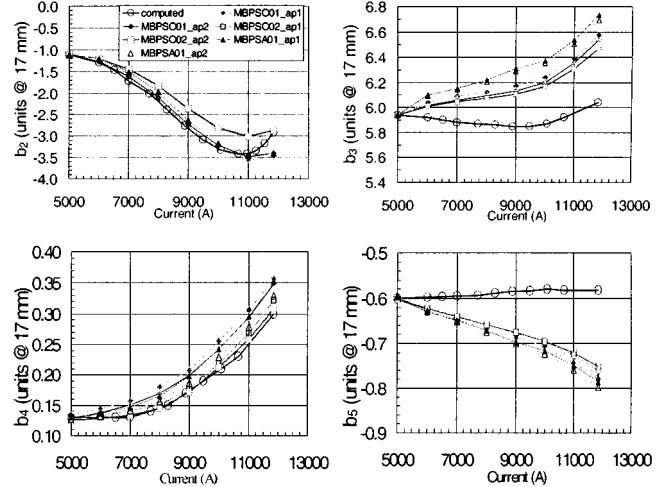 computed
MBPSO01_ap1
MBPSO01_ap2
MBPSO02_ap1
MBPSO02_ap2
MBPSA01_ap1
MBPSA01_ap2
b2 (units @ 17 mm)
0.0
-0.5
-1.0
-1.5
-2.0
-2.5
-3.0
-3.5
-4.0
5000 7000 9000 11000 13000
Current (A)
b3 (units @ 17 mm)
6.8
6.6
6.4
6.2
6.0
5.8
5.6
5.4
5000 7000 9000 11000 13000
Current (A)
b4 (units @ 17 mm)
0.40
0.35
0.30
0.25
0.20
0.15
0.10
5000 7000 9000 11000 13000
Current (A)
b5 (units @ 17 mm)
-0.5
-0.6
-0.7
-0.8
-0.9
5000 7000 9000 11000 13000
Current (A)